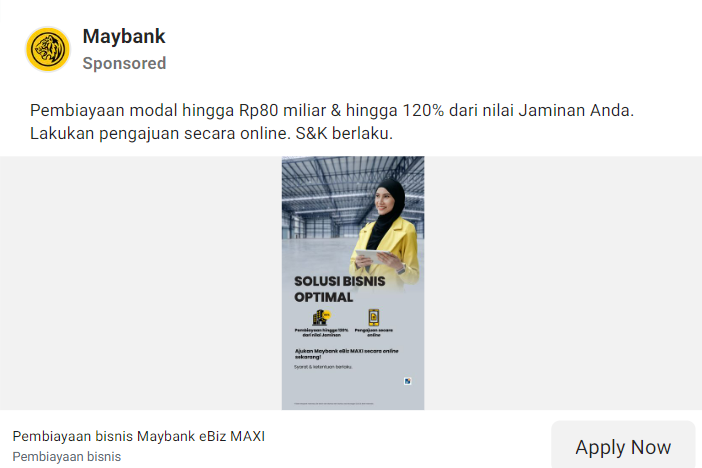 Maybank
Sponsored
Pembiayaan modal hingga Rp80 miliar & hingga 120% dari nilai Jaminan Anda.
Lakukan pengajuan secara online. S&K berlaku.
SOLUSI BISNIS
OPTIMAL
Pembiayaan hingga 120%
dari nilai Jaminan
Pengajuan secara
online
Ajukan Maybank eBiz MAXI secara online
sekarang!
Syarat & ketentuan berlaku.
Pembiayaan bisnis Maybank eBiz MAXI
Pembiayaan bisnis
Apply Now